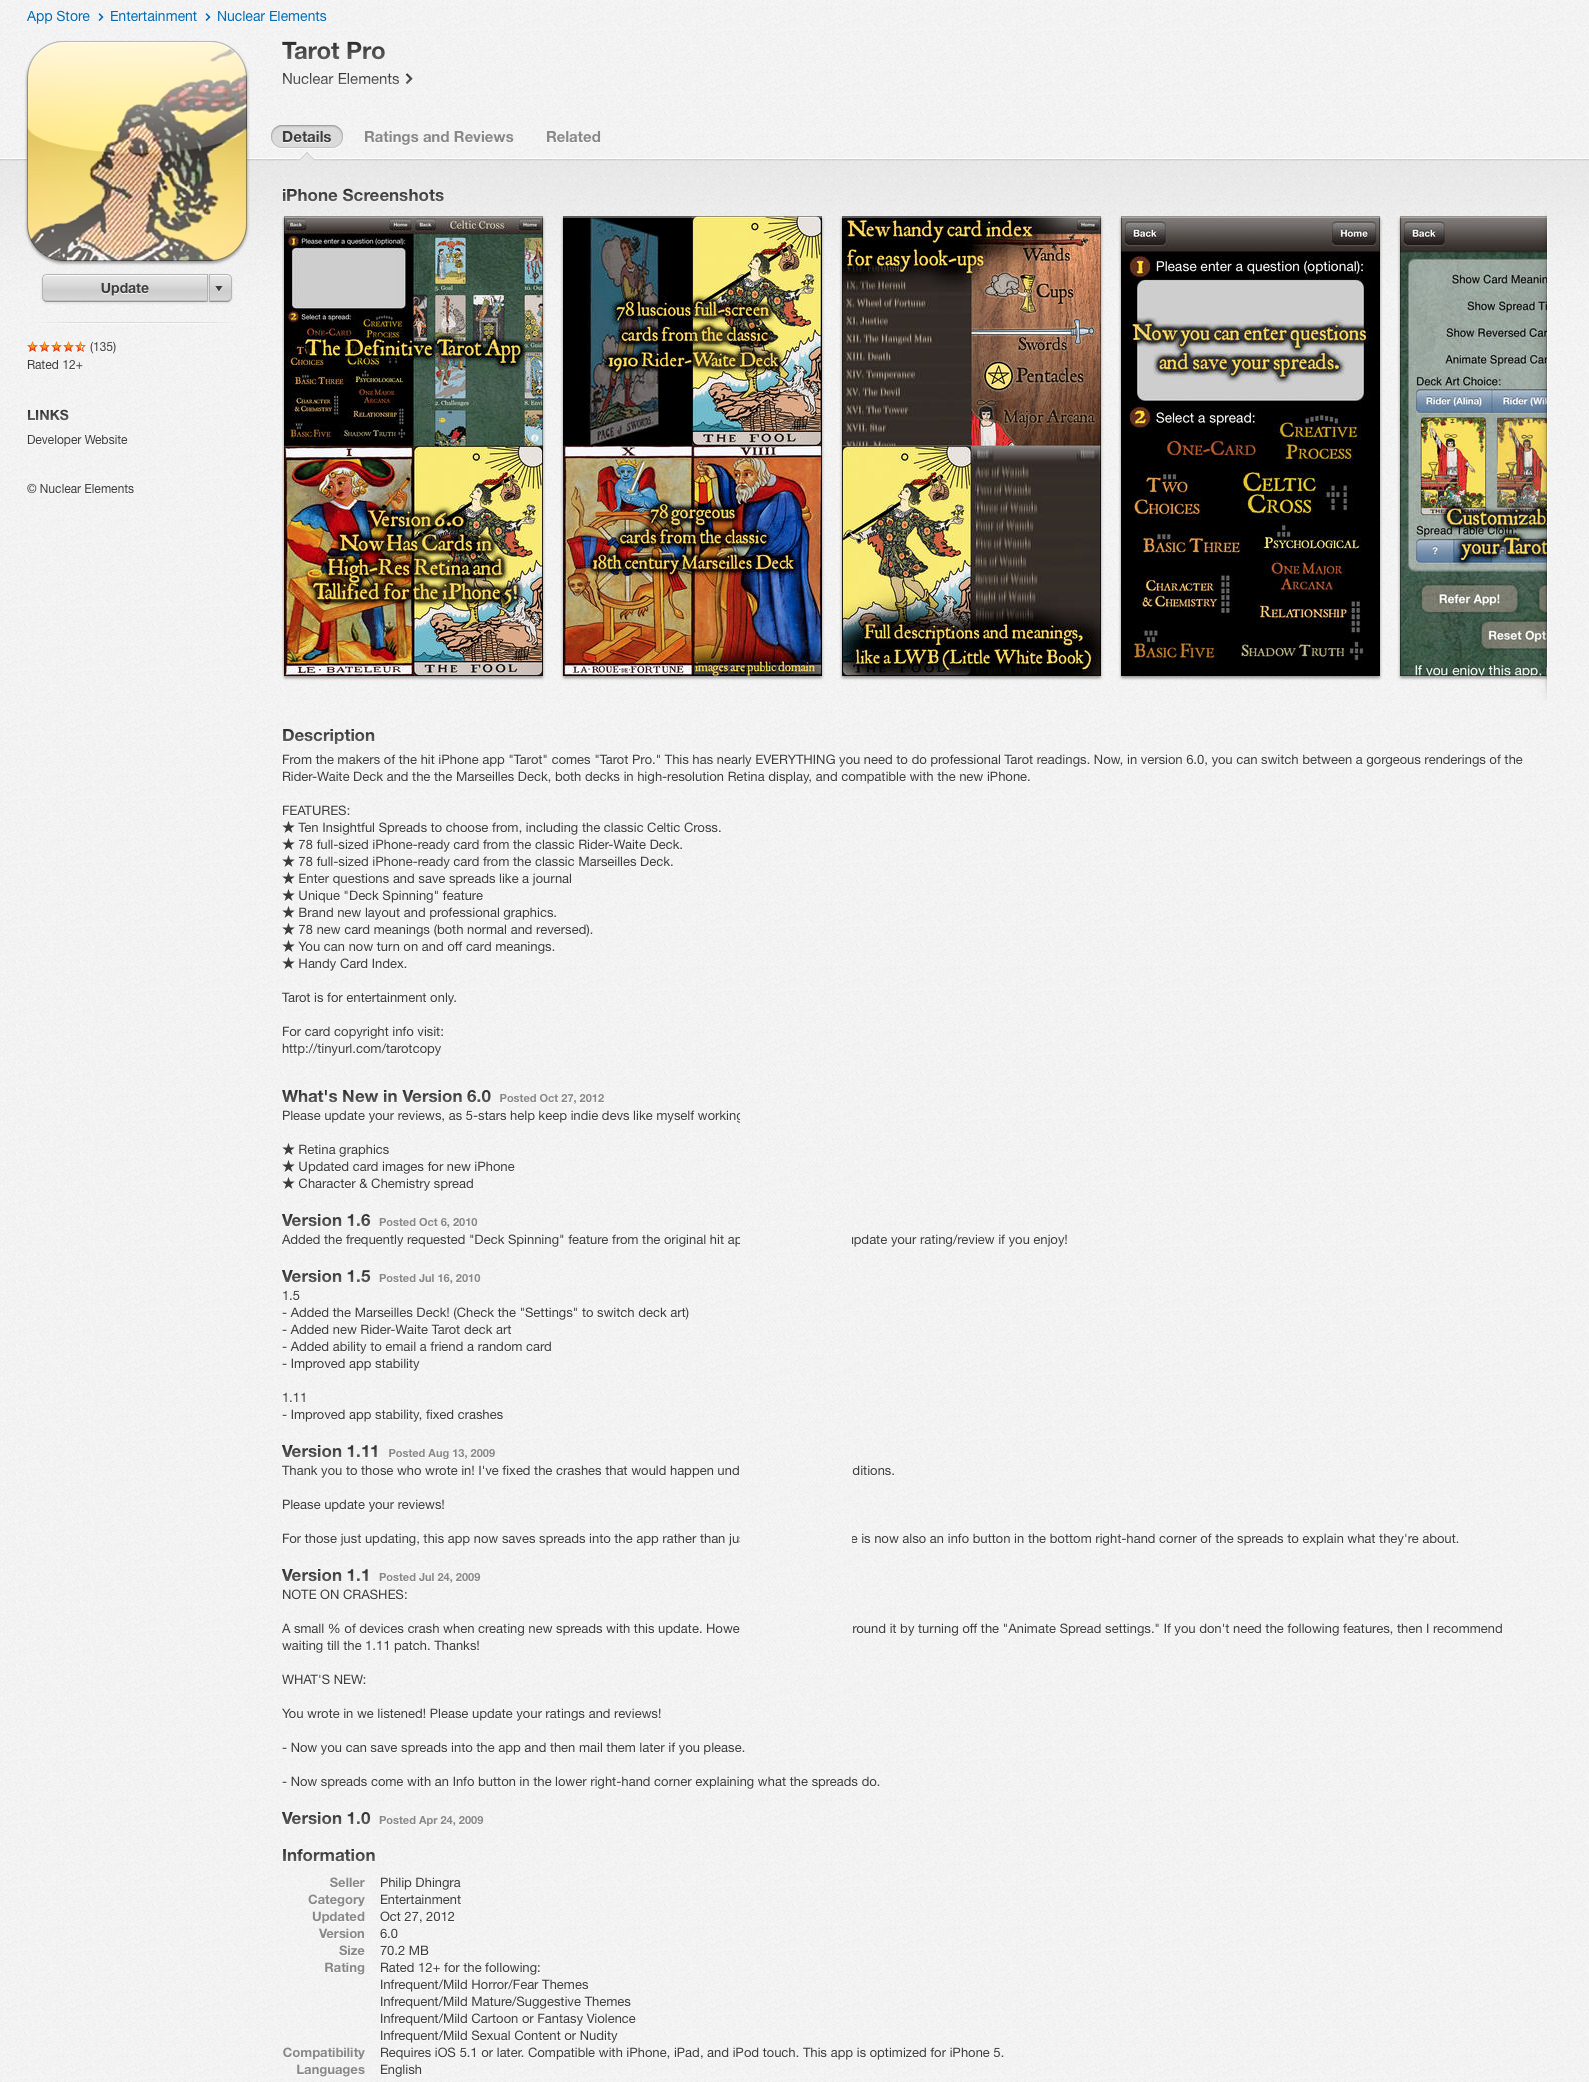 App Store > Entertainment > Nuclear Elements
Tarot Pro
Nuclear Elements >
Details Ratings and Reviews Related
Update
(135)
Rated 12+
LINKS
Developer Website
© Nuclear Elements
iPhone Screenshots
Back Home Back Celtic Cross Home
1 Please enter a question (optional):
5. Goal
2 Select a spread:
One-Card Creative Process
The Definitive Tarot App
Choices Cross
Basic Three Psychological
Character & Chemistry One Major Arcana
2. Challenges
Relationship
Basic Five Shadow Truth
I
Version 6.0
Now Has Cards in
High-Res Retina and
Tallified for the iPhone 5!
LE·BATELEUR THE FOOL
78 luscious full-screen
cards from the classic
1910 Rider-Waite Deck
PAGE of SWORDS. THE FOOL
X VIIII
78 gorgeous
cards from the classic
18th century Marseilles Deck
LA·ROUE·DE·FORTUNE images are public domain
New handy card index
for easy look-ups
Home
Wands
IX. The Hermit
X. Wheel of Fortune
Cups
XI. Justice
XII. The Hanged Man
Swords
XIII. Death
XIV. Temperance
Pentacles
XV. The Devil
XVI. The Tower
Major Arcana
XVII. Star
XVIII. Moon
Ace of Wands
Two of Wands
Three of Wands
Four of Wands
Five of Wands
Six of Wands
Seven of Wands
Eight of Wands
Full descriptions and meanings,
like a LWB (Little White Book)
Back Home
1 Please enter a question (optional):
Now you can enter questions
and save your spreads.
2 Select a spread:
One-Card Creative Process
Two Choices Celtic Cross
Basic Three Psychological
One Major Arcana
Character & Chemistry
Relationship
Basic Five Shadow Truth
Back
Show Card Meanin
Show Spread Ti
Show Reversed Car
Animate Spread Car
Deck Art Choice:
Rider (Alina) Rider (Wil
Customizab
Spread Table Cloth:
? your Tarot
Refer App!
Reset Opt
If you enjoy this app,
Description
From the makers of the hit iPhone app "Tarot" comes "Tarot Pro." This has nearly EVERYTHING you need to do professional Tarot readings. Now, in version 6.0, you can switch between a gorgeous renderings of the
Rider-Waite Deck and the the Marseilles Deck, both decks in high-resolution Retina display, and compatible with the new iPhone.
FEATURES:
★ Ten Insightful Spreads to choose from, including the classic Celtic Cross.
★ 78 full-sized iPhone-ready card from the classic Rider-Waite Deck.
★ 78 full-sized iPhone-ready card from the classic Marseilles Deck.
★ Enter questions and save spreads like a journal
★ Unique "Deck Spinning" feature
★ Brand new layout and professional graphics.
★ 78 new card meanings (both normal and reversed).
★ You can now turn on and off card meanings.
★ Handy Card Index.
Tarot is for entertainment only.
For card copyright info visit:
http://tinyurl.com/tarotcopy
What's New in Version 6.0 Posted Oct 27, 2012
Please update your reviews, as 5-stars help keep indie devs like myself working
★ Retina graphics
★ Updated card images for new iPhone
★ Character & Chemistry spread
Version 1.6 Posted Oct 6, 2010
Added the frequently requested "Deck Spinning" feature from the original hit ap update your rating/review if you enjoy!
Version 1.5 Posted Jul 16, 2010
1.5
- Added the Marseilles Deck! (Check the "Settings" to switch deck art)
- Added new Rider-Waite Tarot deck art
- Added ability to email a friend a random card
- Improved app stability
1.11
- Improved app stability, fixed crashes
Version 1.11 Posted Aug 13, 2009
Thank you to those who wrote in! I've fixed the crashes that would happen und ditions.
Please update your reviews!
For those just updating, this app now saves spreads into the app rather than ju e is now also an info button in the bottom right-hand corner of the spreads to explain what they're about.
Version 1.1 Posted Jul 24, 2009
NOTE ON CRASHES:
A small % of devices crash when creating new spreads with this update. Howe round it by turning off the "Animate Spread settings." If you don't need the following features, then I recommend
waiting till the 1.11 patch. Thanks!
WHAT'S NEW:
You wrote in we listened! Please update your ratings and reviews!
- Now you can save spreads into the app and then mail them later if you please.
- Now spreads come with an Info button in the lower right-hand corner explaining what the spreads do.
Version 1.0 Posted Apr 24, 2009
Information
Seller Philip Dhingra
Category Entertainment
Updated Oct 27, 2012
Version 6.0
Size 70.2 MB
Rating Rated 12+ for the following:
Infrequent/Mild Horror/Fear Themes
Infrequent/Mild Mature/Suggestive Themes
Infrequent/Mild Cartoon or Fantasy Violence
Infrequent/Mild Sexual Content or Nudity
Compatibility Requires iOS 5.1 or later. Compatible with iPhone, iPad, and iPod touch. This app is optimized for iPhone 5.
Languages English